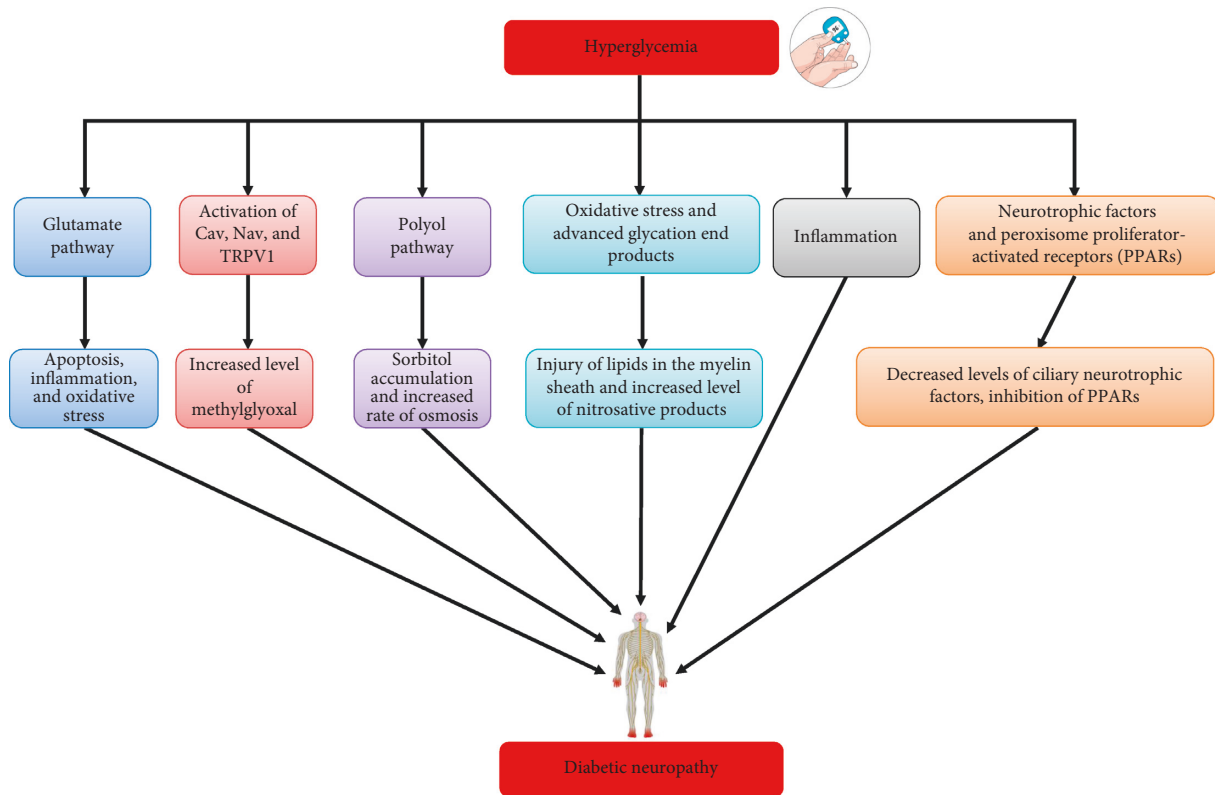 Hyperglycemia
N
Glutamate
pathway
Activation of
Cav, Nav, and
TRPV1
Polyol
pathway
Oxidative stress and
advanced glycation end
products
Inflammation
Neurotrophic factors
and peroxisome proliferator-
activated receptors (PPARs)
Apoptosis,
inflammation,
and oxidative
stress
Increased level
of
methylglyoxal
Sorbitol
accumulation
and increased
rate of osmosis
Injury of lipids in the myelin
sheath and increased level
of nitrosative products
Decreased levels of ciliary neurotrophic
factors, inhibition of PPARs
Diabetic neuropathy